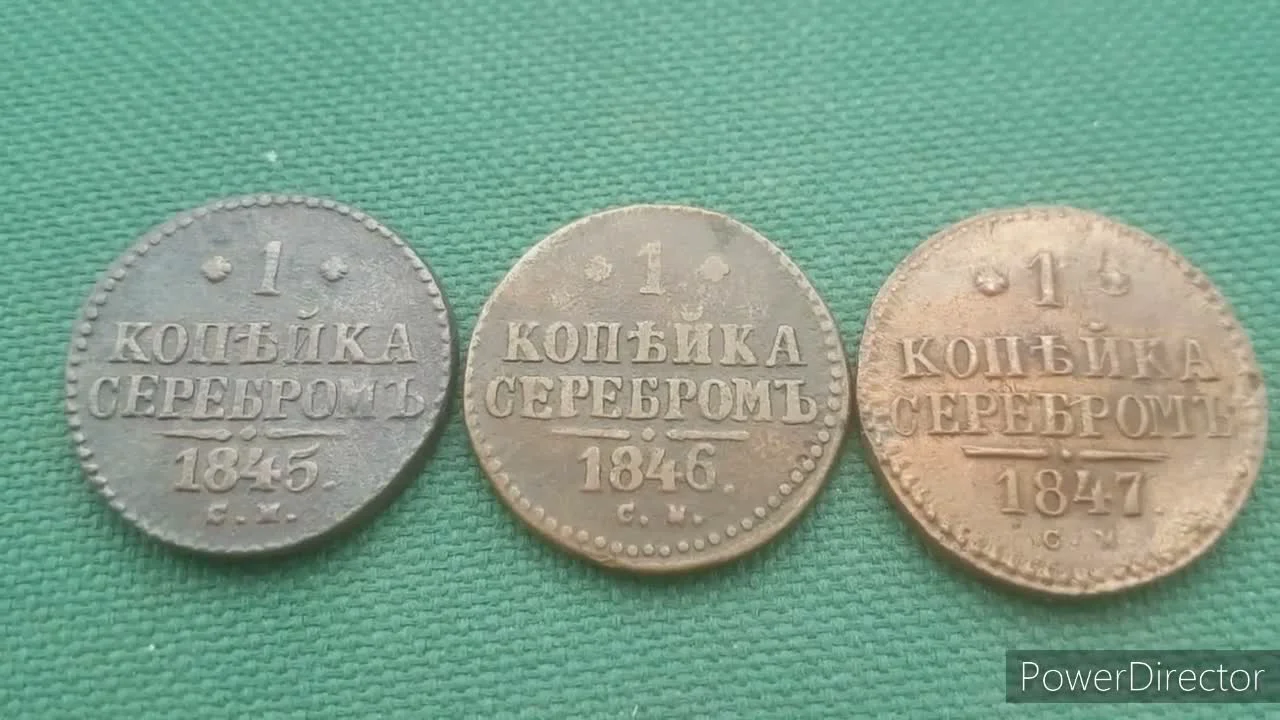 1
КОПѢЙКА
СЕРЕБРОМЪ
1845.
С. М.
1
КОПѢЙКА
СЕРЕБРОМЪ
1846.
С. М.
1
КОПѢЙКА
СЕРЕБРОМЪ
1847.
С М
PowerDirector